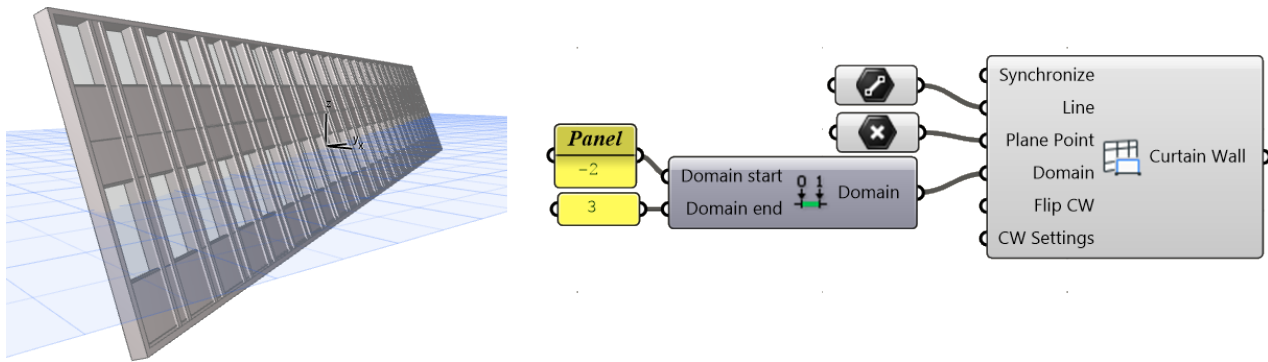 z
y
x
Panel
-2
3
Domain start
Domain end
0 1
Domain
Synchronize
Line
Plane Point
Domain
Flip CW
CW Settings
Curtain Wall